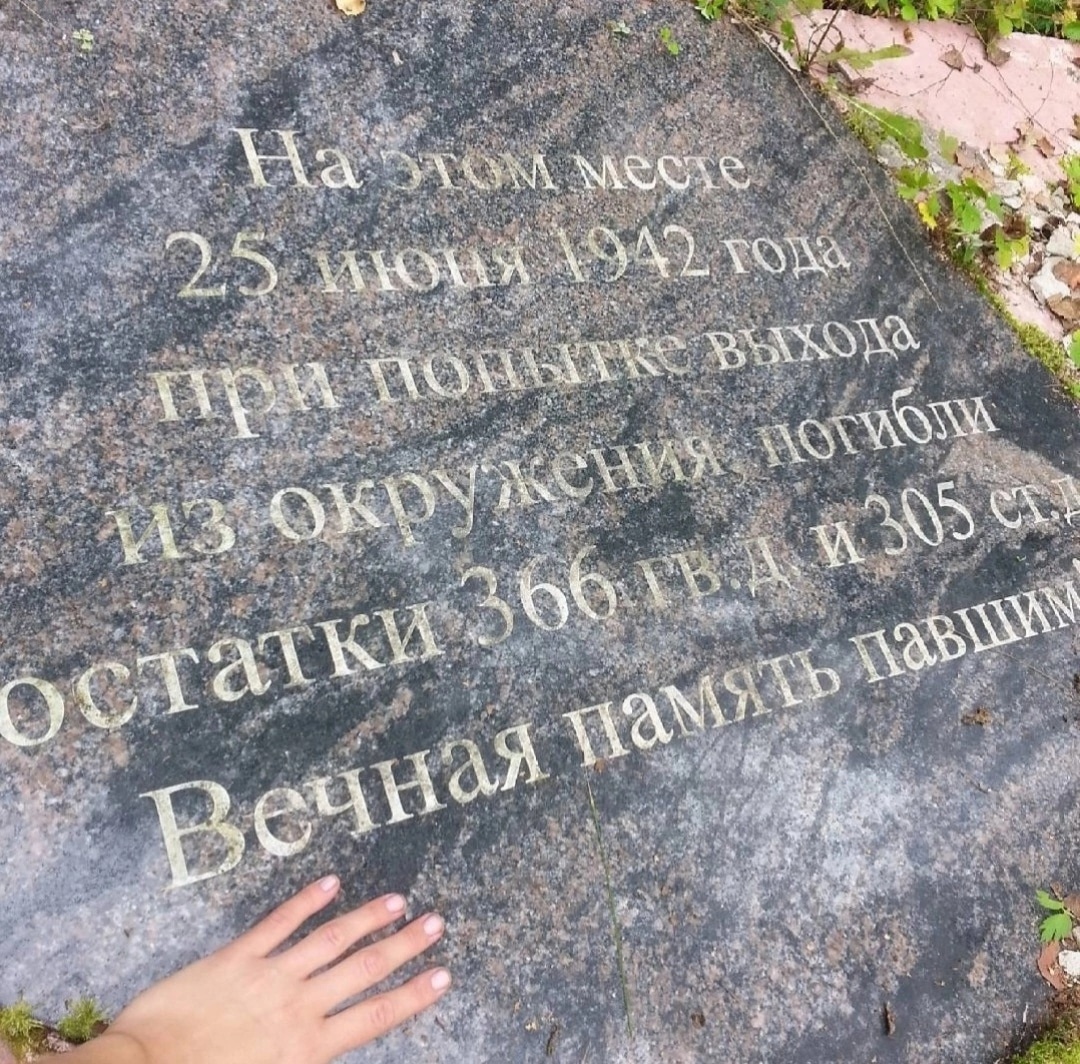 На этом месте
25 июня 1942 года
при попытке выхода
из окружения, погибли
остатки 366 гв.д. и 305 ст.д
Вечная память павшим!